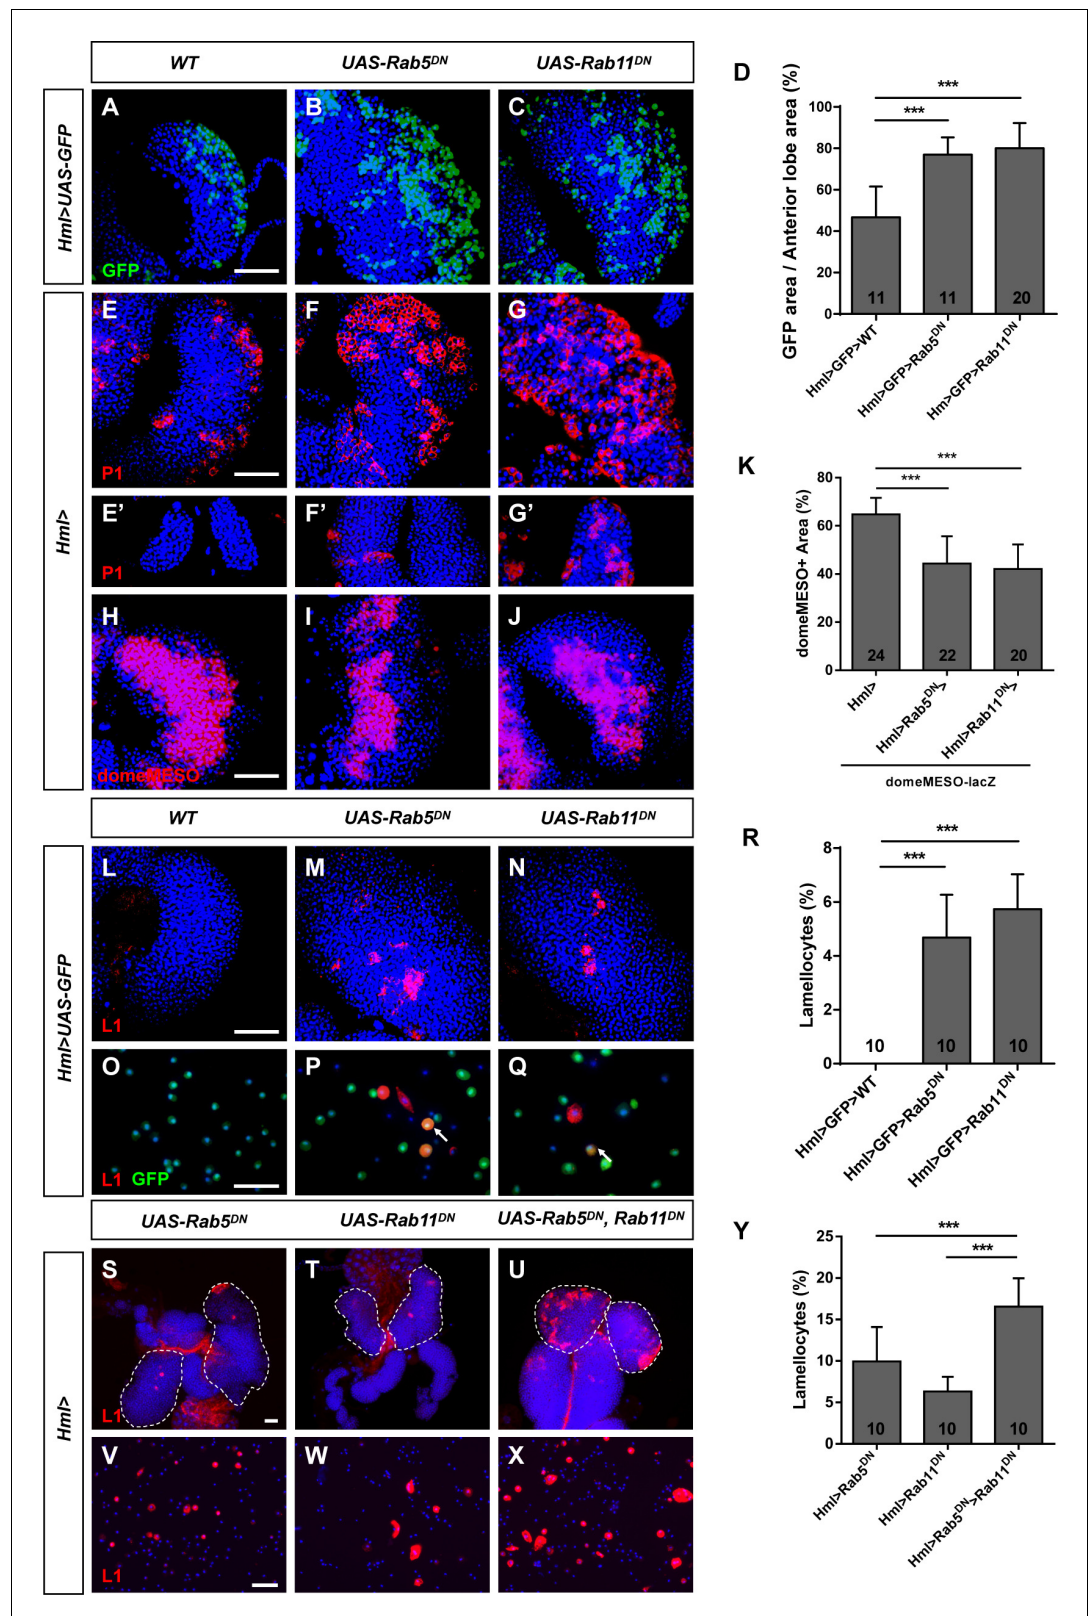 WT
UAS-Rab5DN
UAS-Rab11DN
Hml>UAS-GFP
A
GFP
B
C
D
GFP area / Anterior lobe area (%)
100
80
60
40
20
0
***
***
11
11
20
Hml>GFP>WT
Hml>GFP>Rab5DN
Hm>GFP>Rab11DN
Hml>
E
P1
F
G
E’
P1
F’
G’
H
domeMESO
I
J
K
domeMESO+ Area (%)
80
60
40
20
0
***
***
24
22
20
Hml>
Hml>Rab5DN>
Hml>Rab11DN>
domeMESO-lacZ
WT
UAS-Rab5DN
UAS-Rab11DN
Hml>UAS-GFP
L
L1
M
N
O
L1 GFP
P
Q
R
Lamellocytes (%)
8
6
4
2
0
***
***
10
10
10
Hml>GFP>WT
Hml>GFP>Rab5DN
Hml>GFP>Rab11DN
UAS-Rab5DN
UAS-Rab11DN
UAS-Rab5DN, Rab11DN
Hml>
S
L1
T
U
V
L1
W
X
Y
Lamellocytes (%)
25
20
15
10
5
0
***
***
10
10
10
Hml>Rab5DN
Hml>Rab11DN
Hml>Rab5DN>Rab11DN